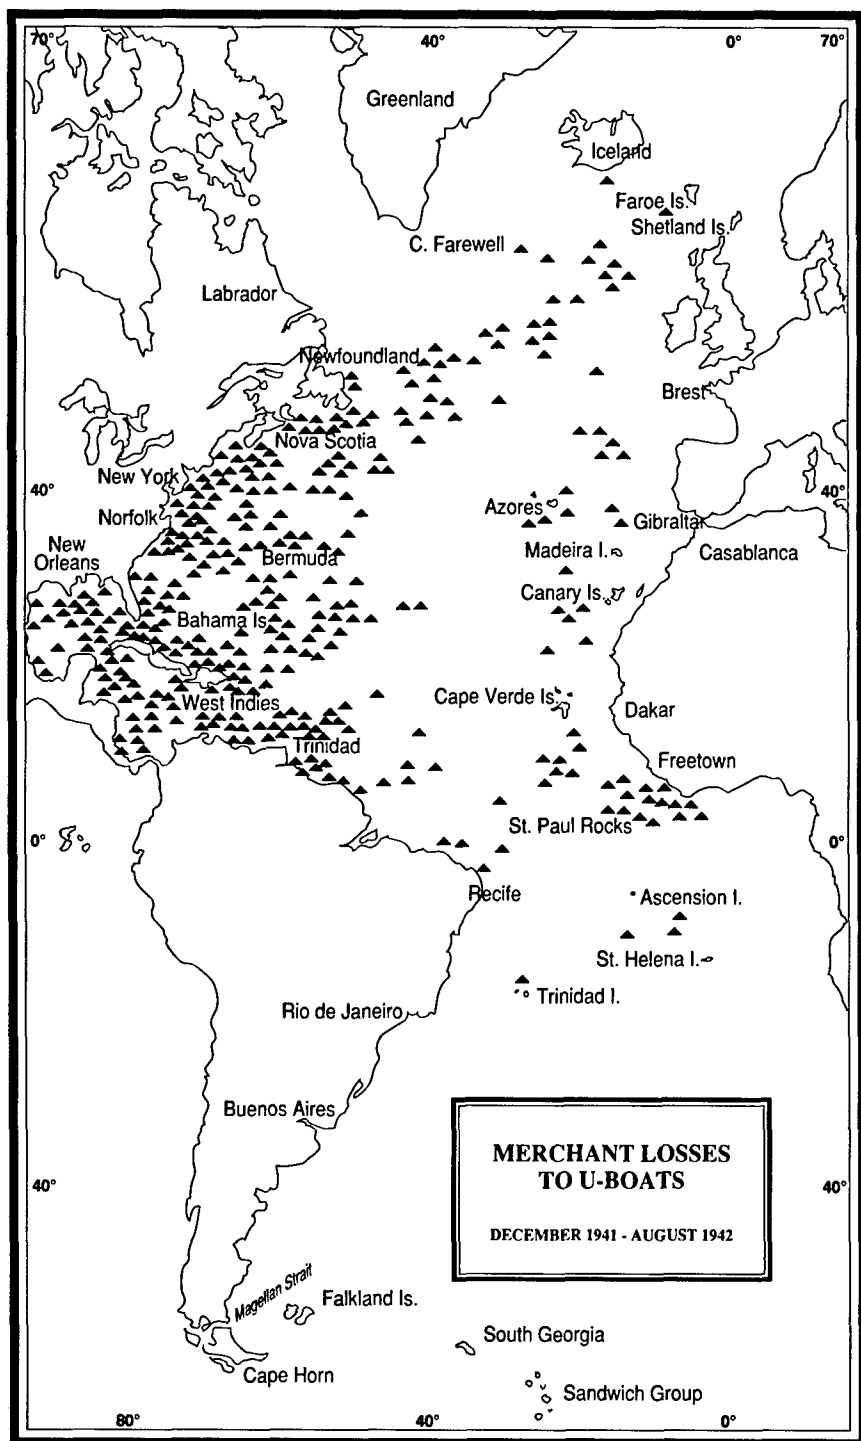 70°
40°
0°
70°
Greenland
Iceland
Faroe Is.
Shetland Is.
C. Farewell
Labrador
Newfoundland
Brest
Nova Scotia
New York
40°
Azores
40°
Norfolk
Gibraltar
New
Orleans
Bermuda
Madeira I.
Casablanca
Canary Is.
Bahama Is.
West Indies
Cape Verde Is.
Dakar
Trinidad
Freetown
St. Paul Rocks
0°
0°
Recife
Ascension I.
St. Helena I.
Trinidad I.
Rio de Janeiro
Buenos Aires
MERCHANT LOSSES
TO U-BOATS
DECEMBER 1941 - AUGUST 1942
40°
40°
Magellan Strait
Falkland Is.
South Georgia
Cape Horn
Sandwich Group
80°
40°
0°